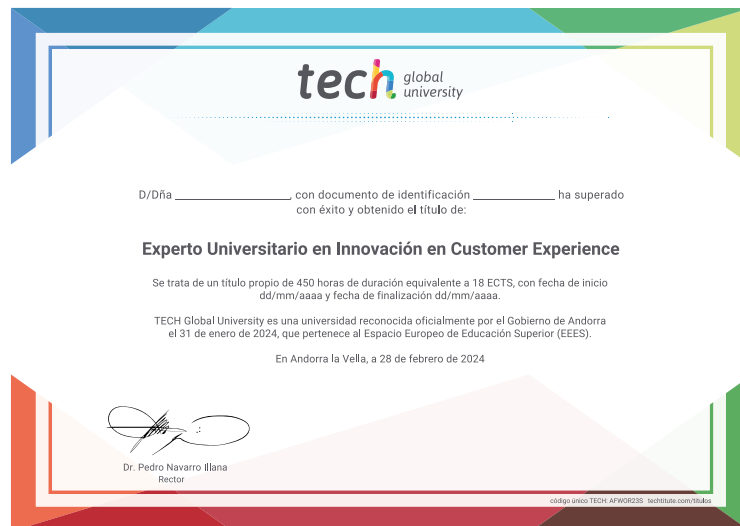 tech global university
D/Dña ____________________, con documento de identificación ____________ ha superado
con éxito y obtenido el título de:
Experto Universitario en Innovación en Customer Experience
Se trata de un título propio de 450 horas de duración equivalente a 18 ECTS, con fecha de inicio
dd/mm/aaaa y fecha de finalización dd/mm/aaaa.
TECH Global University es una universidad reconocida oficialmente por el Gobierno de Andorra
el 31 de enero de 2024, que pertenece al Espacio Europeo de Educación Superior (EEES).
En Andorra la Vella, a 28 de febrero de 2024
Dr. Pedro Navarro Illana
Rector
código único TECH: AFWOR23S techtitute.com/titulos